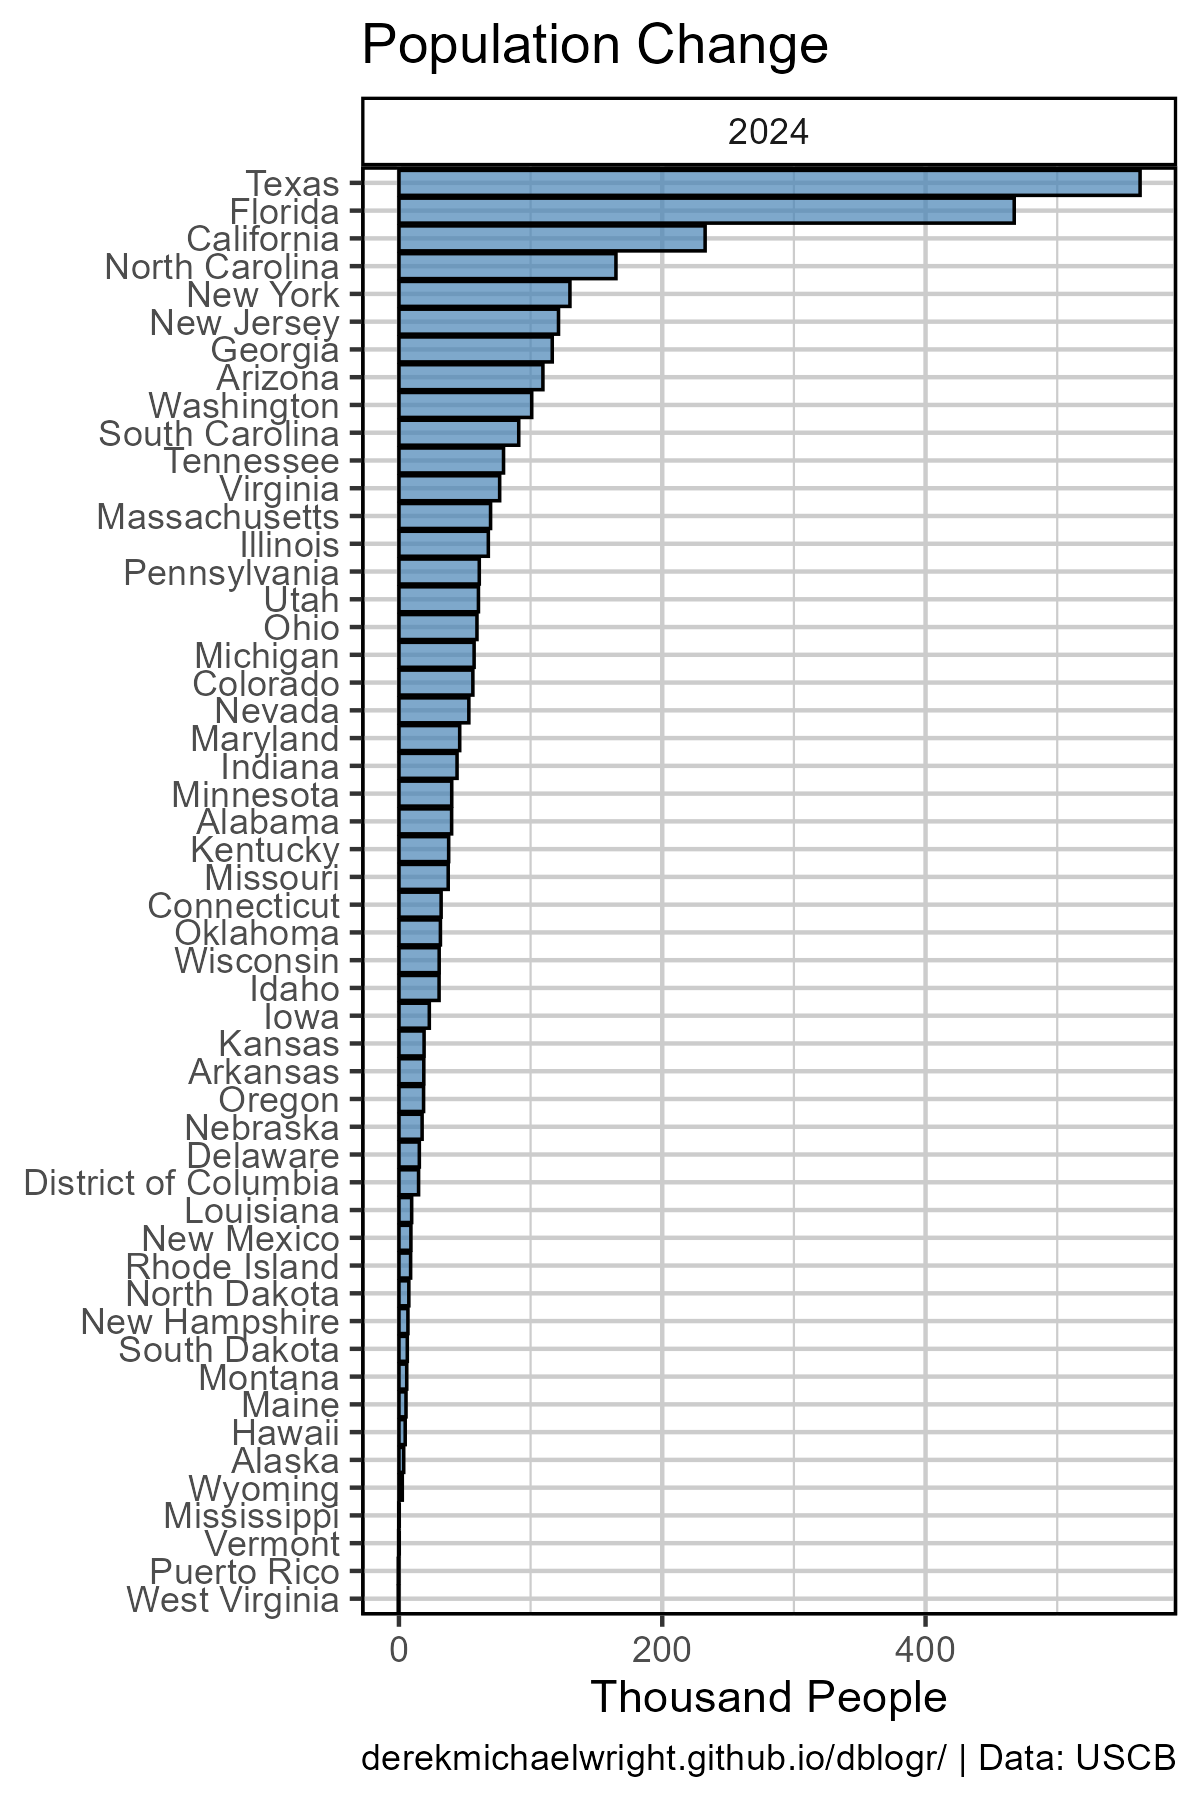 Population Change
2024
Texas
Florida
California
North Carolina
New York
New Jersey
Georgia
Arizona
Washington
South Carolina
Tennessee
Virginia
Massachusetts
Illinois
Pennsylvania
Utah
Ohio
Michigan
Colorado
Nevada
Maryland
Indiana
Minnesota
Alabama
Kentucky
Missouri
Connecticut
Oklahoma
Wisconsin
Idaho
Iowa
Kansas
Arkansas
Oregon
Nebraska
Delaware
District of Columbia
Louisiana
New Mexico
Rhode Island
North Dakota
New Hampshire
South Dakota
Montana
Maine
Hawaii
Alaska
Wyoming
Mississippi
Vermont
Puerto Rico
West Virginia
0 200 400
Thousand People
derekmichaelwright.github.io/dblogr/ | Data: USCB